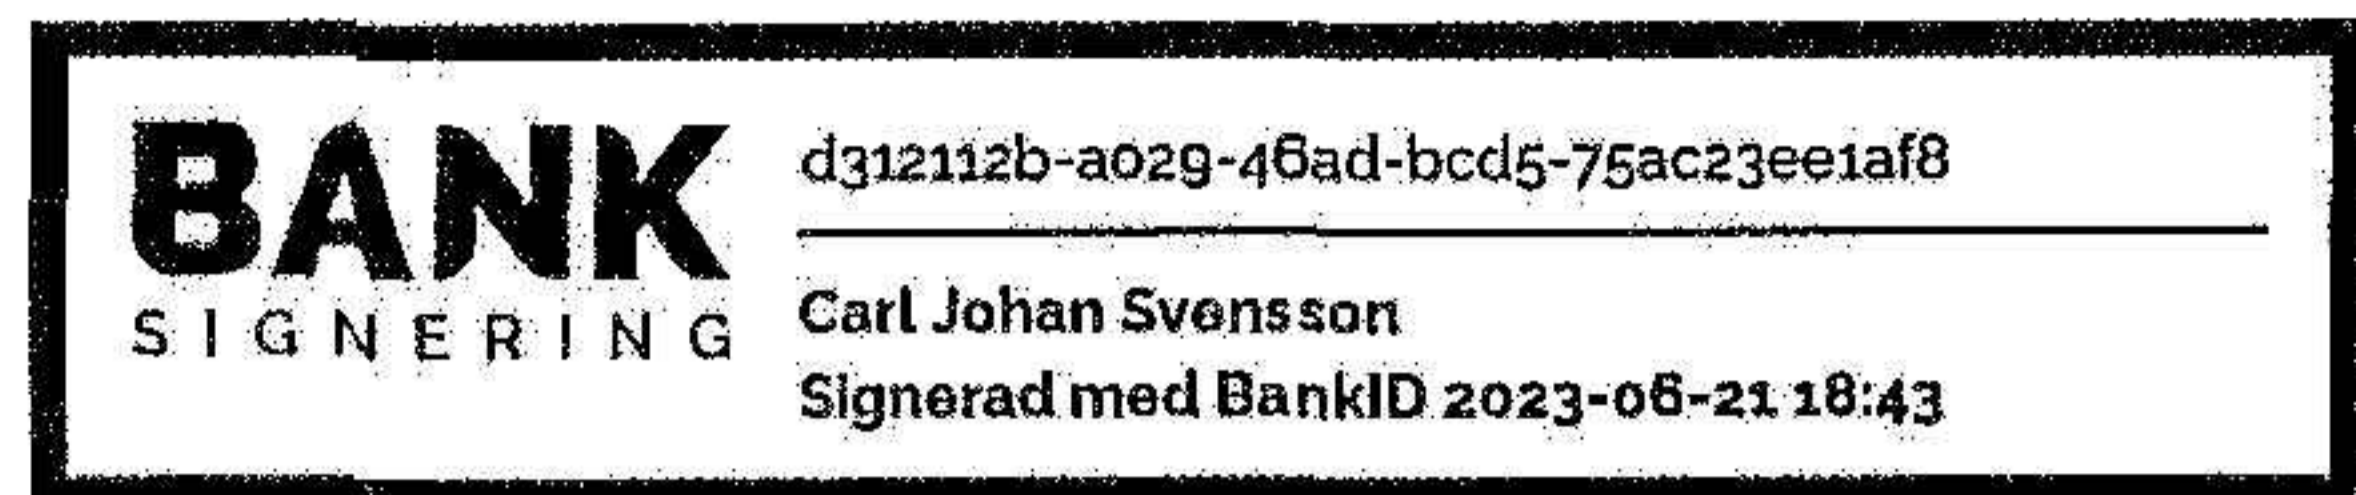 BANK
SIGNERING
d312112b-a029-46ad-bcd5-75ac23ee1af8
Carl Johan Svensson
Signerad med BankID 2023-06-21 18:43